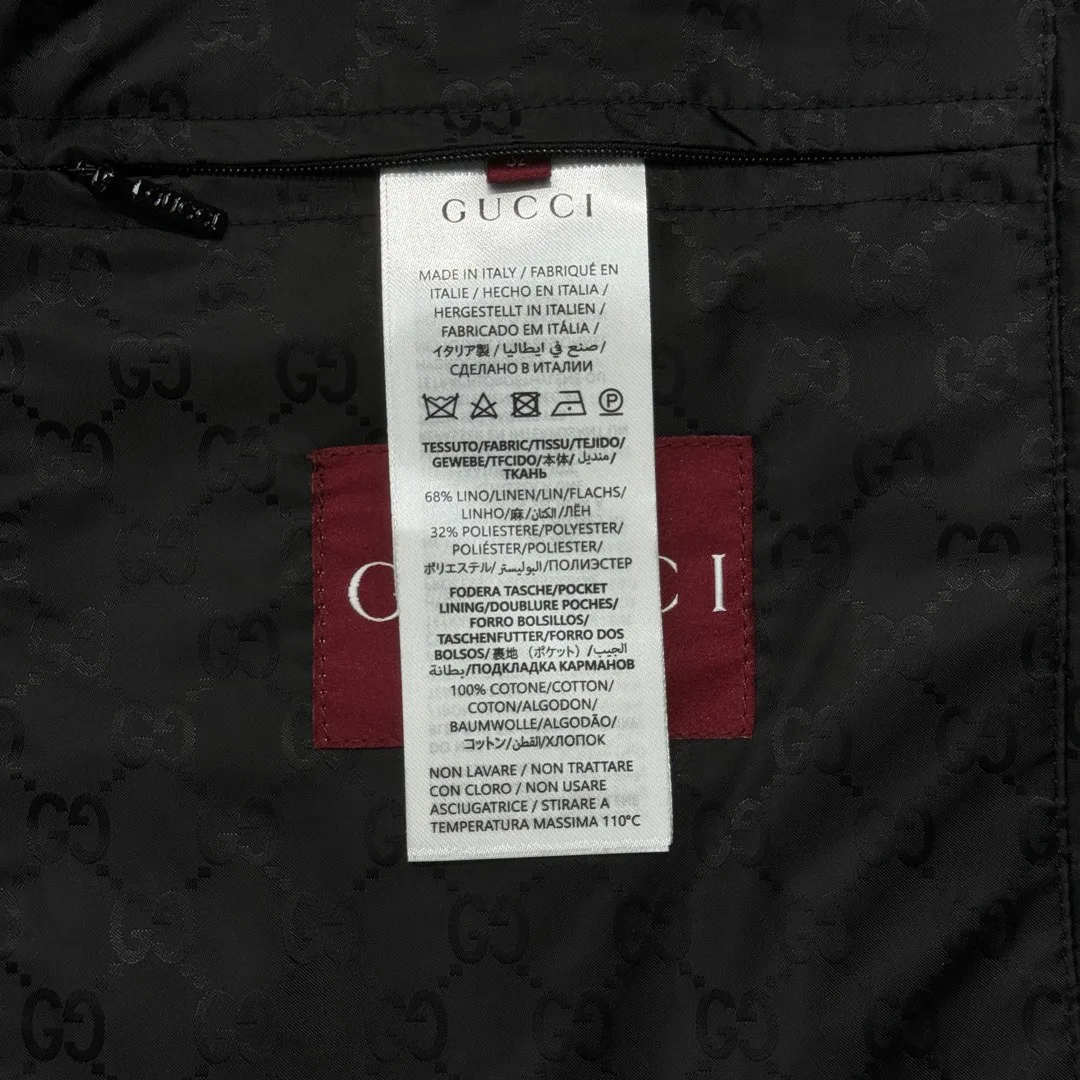 GUCCI
52
GUCCI
MADE IN ITALY / FABRIQUÉ EN
ITALIE / HECHO EN ITALIA /
HERGESTELLT IN ITALIEN /
FABRICADO EM ITÁLIA /
イタリア製 / صنع في ايطاليا /
СДЕЛАНО В ИТАЛИИ
TESSUTO/FABRIC/TISSU/TEJIDO/
GEWEBE/TFCIDO/本体/منديل/
ТКАНЬ
68% LINO/LINEN/LIN/FLACHS/
LINHO/麻/الكتان/ЛЁН
32% POLIESTERE/POLYESTER/
POLIÉSTER/POLIESTER/
ポリエステル/البوليستر/ПОЛИЭСТЕР
FODERA TASCHE/POCKET
LINING/DOUBLURE POCHES/
FORRO BOLSILLOS/
TASCHENFUTTER/FORRO DOS
BOLSOS/裏地 (ポケット) /الجيب
بطانة/ПОДКЛАДКА КАРМАНОВ
100% COTONE/COTTON/
COTON/ALGODON/
BAUMWOLLE/ALGODÃO/
コットン/القطن/ХЛОПОК
NON LAVARE / NON TRATTARE
CON CLORO / NON USARE
ASCIUGATRICE / STIRARE A
TEMPERATURA MASSIMA 110°C
G CI